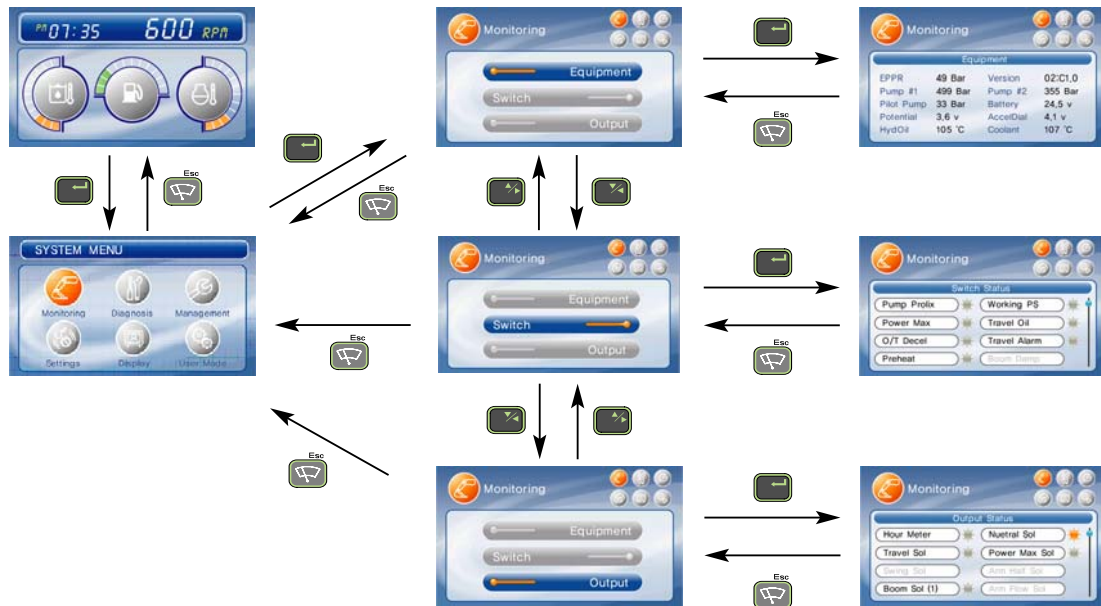 PM 07:35 600 RPM
Esc
SYSTEM MENU
Monitoring Diagnosis Management
Settings Display User Mode
Esc
Monitoring
Equipment
Switch
Output
Esc
Equipment
EPPR 49 Bar Version 02:C1,0
Pump #1 499 Bar Pump #2 355 Bar
Pilot Pump 33 Bar Battery 24,5 v
Potential 3,6 v AccelDial 4,1 v
HydOil 105 °C Coolant 107 °C
Monitoring
Equipment
Switch
Output
Esc
Esc
Monitoring
Switch Status
Pump Prolix Working PS
Power Max Travel Oil
O/T Decel Travel Alarm
Preheat Boom Damp
Esc
Monitoring
Equipment
Switch
Output
Esc
Monitoring
Output Status
Hour Meter Nuetral Sol
Travel Sol Power Max Sol
Swing Sol Arm Half Sol
Boom Sol (1) Arm Flow Sol
Monitoring